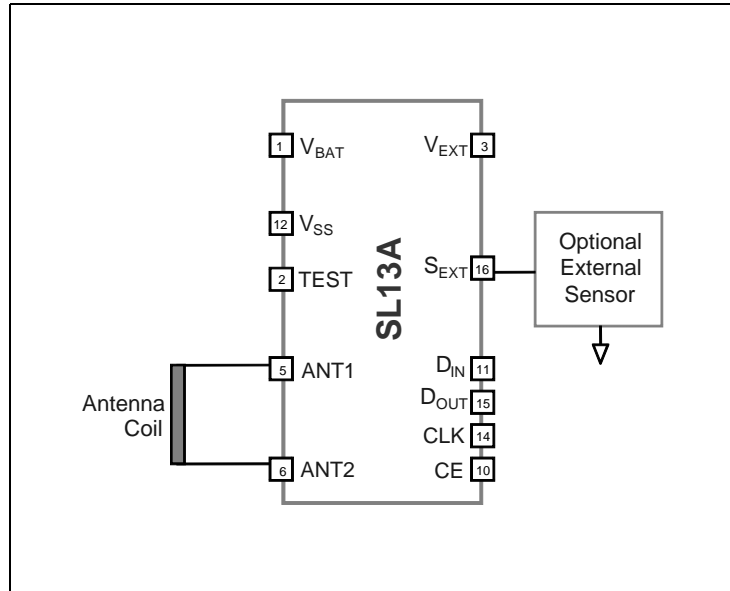 1 VBAT
VEXT 3
12 VSS
2 TEST
SL13A
SEXT 16
Optional
External
Sensor
5 ANT1
DIN 11
DOUT 15
Antenna
Coil
CLK 14
6 ANT2
CE 10